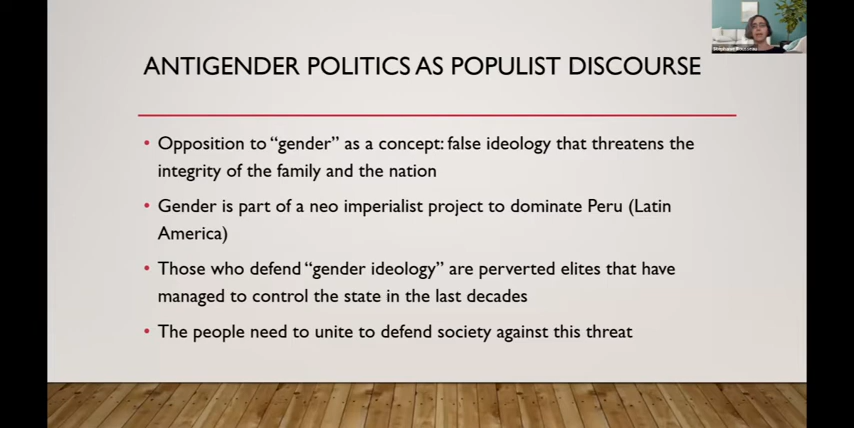 ANTIGENDER POLITICS AS POPULIST DISCOURSE
• Opposition to “gender” as a concept: false ideology that threatens the
integrity of the family and the nation
• Gender is part of a neo imperialist project to dominate Peru (Latin
America)
• Those who defend “gender ideology” are perverted elites that have
managed to control the state in the last decades
• The people need to unite to defend society against this threat